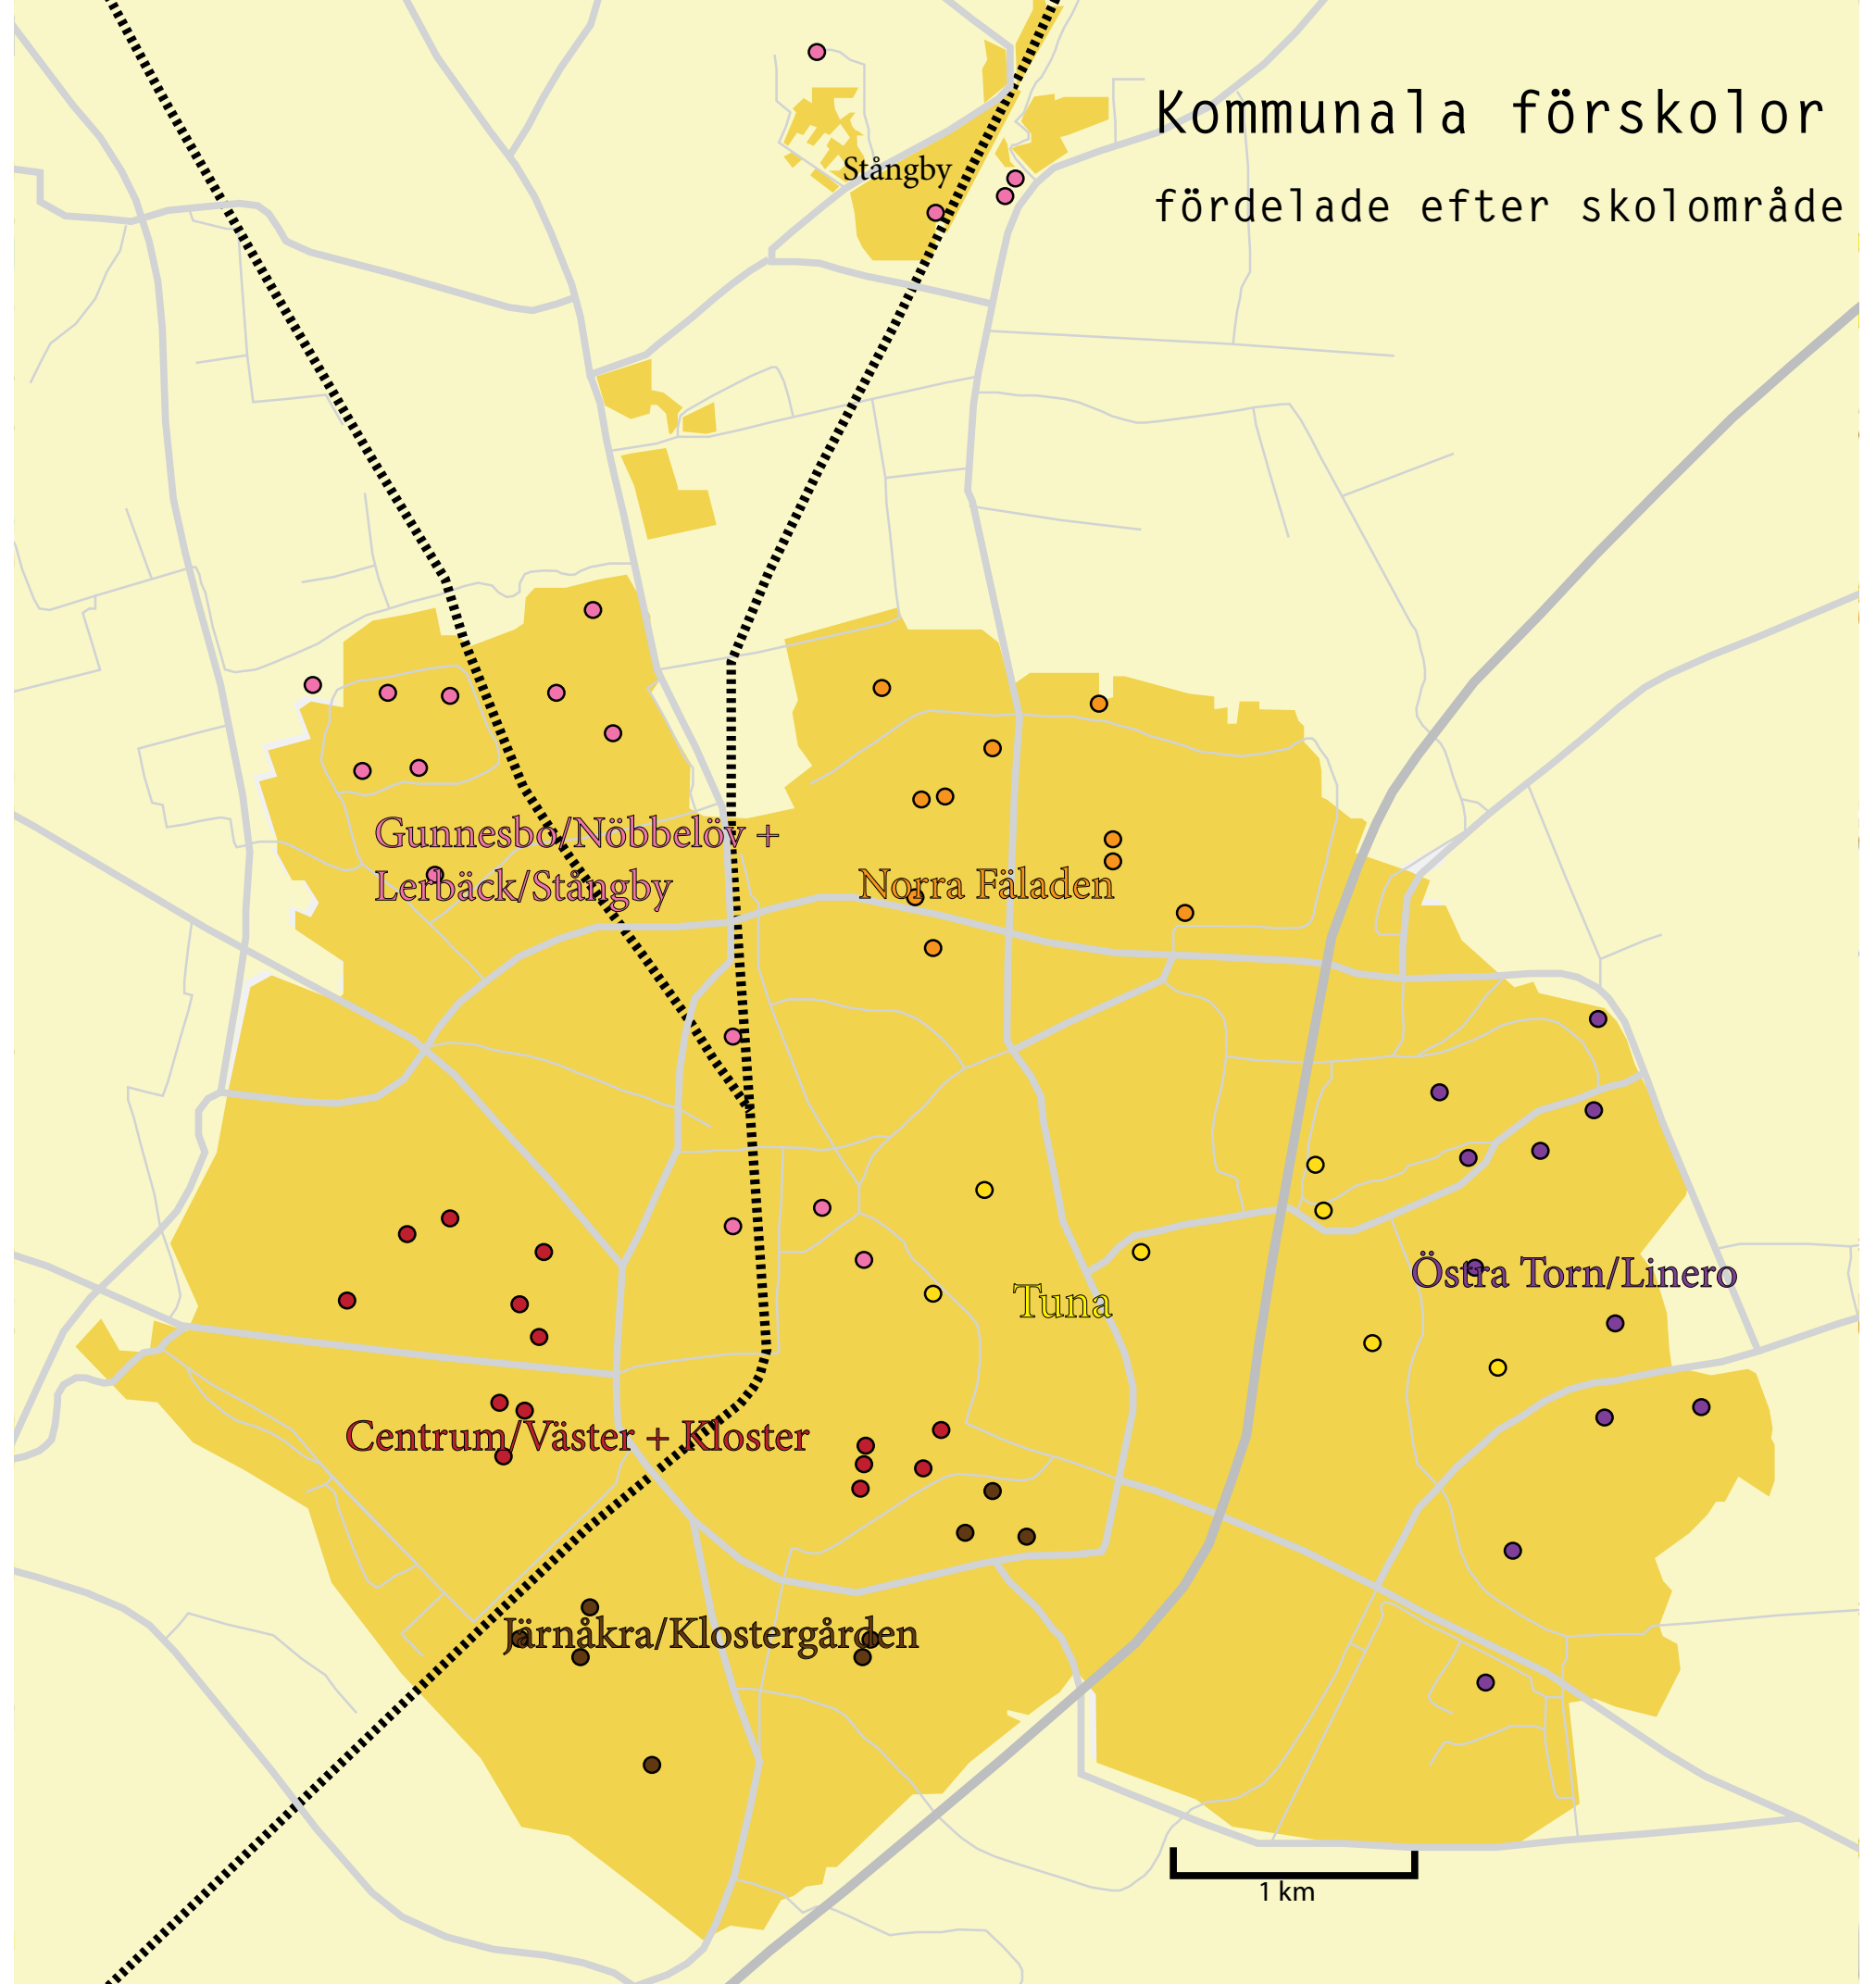 Kommunala förskolor
Stångby
fördelade efter skolområde
Gunnesbo/Nöbbelöv +
Lerbäck/Stångby
Norra Fäladen
Östra Torn/Linero
Tuna
Centrum/Väster + Kloster
Järnåkra/Klostergården
1 km